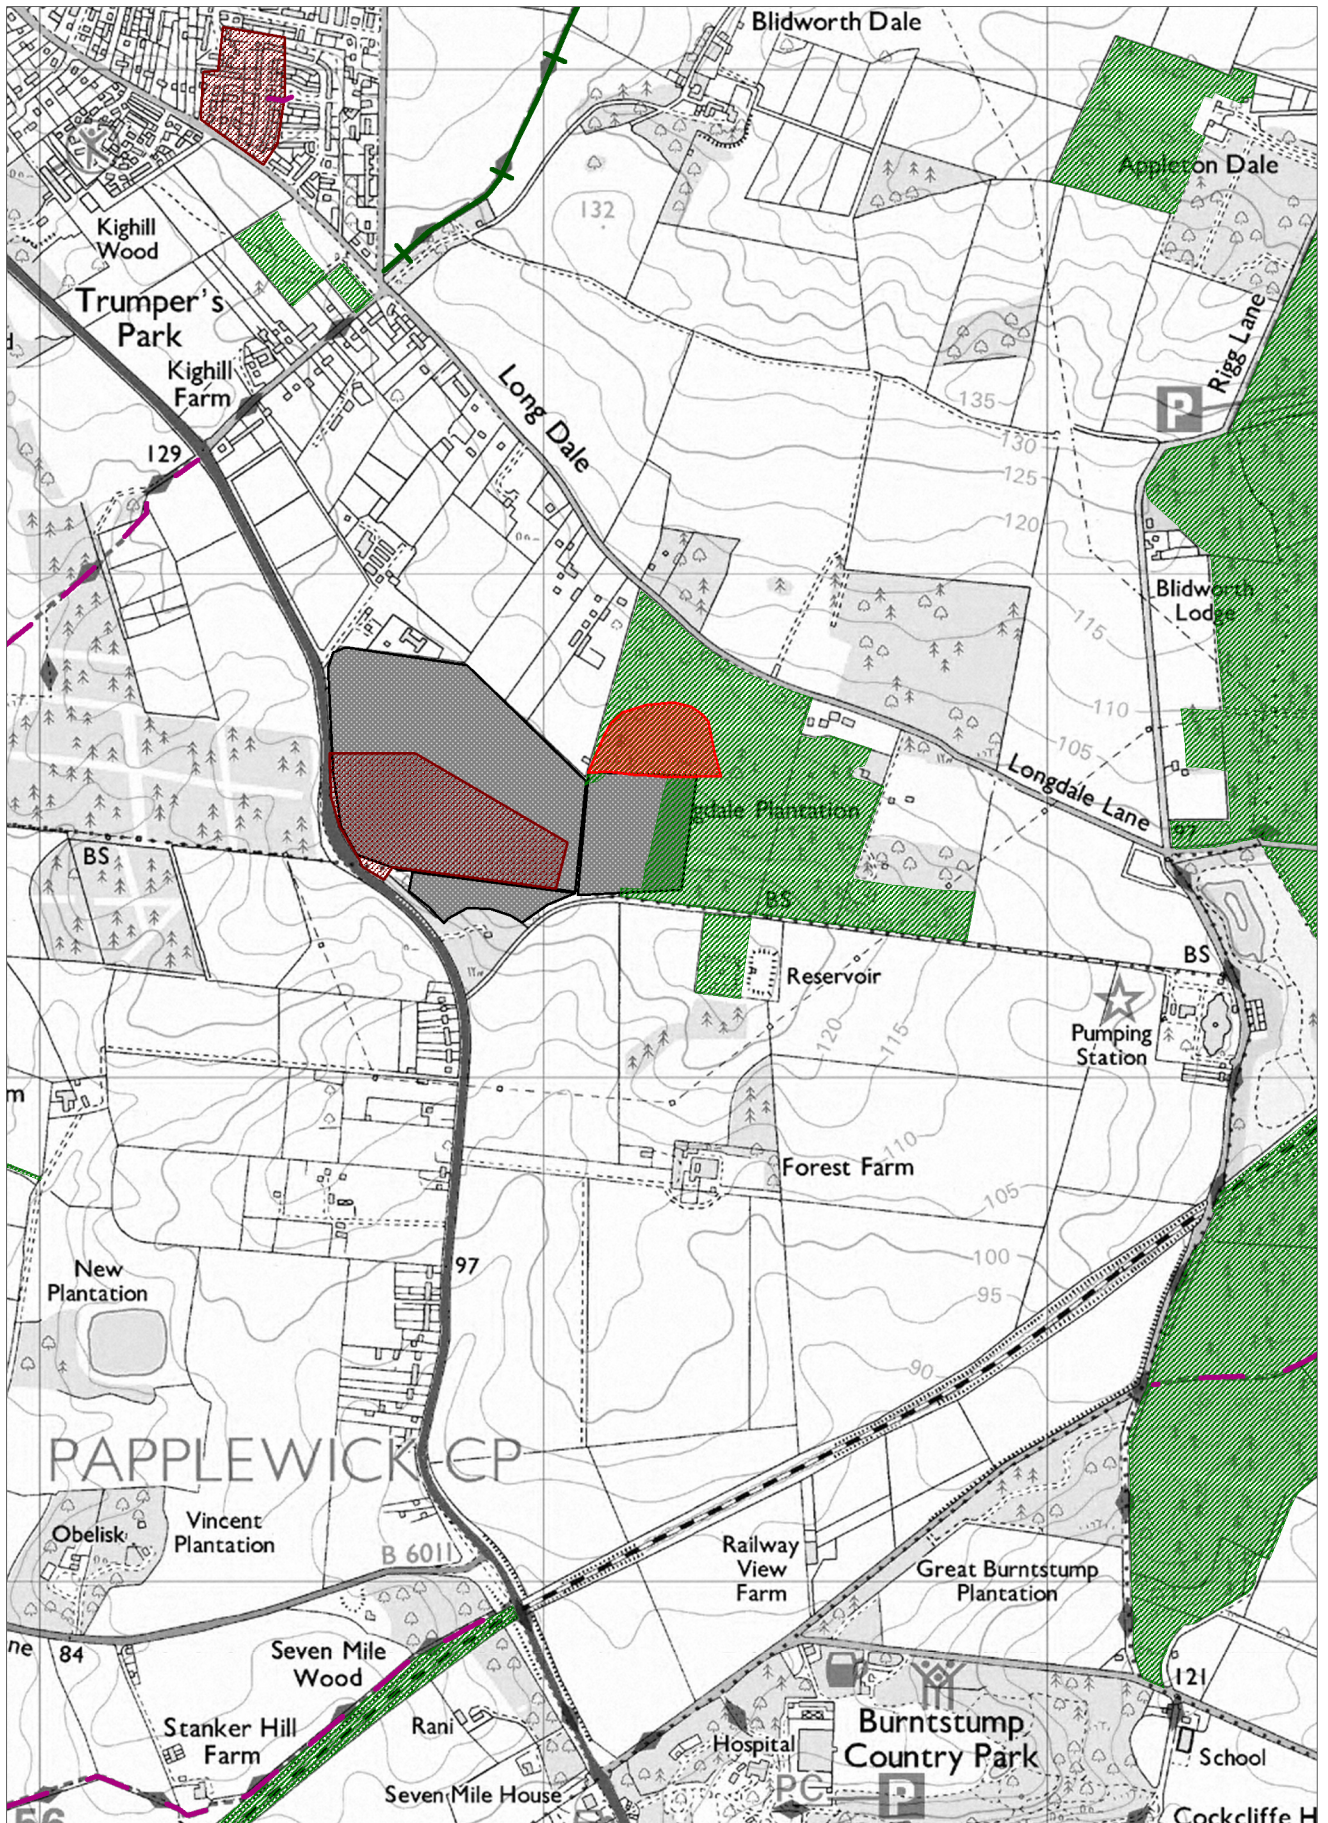 Blidworth Dale
132
Appleton Dale
Kighill
Wood
Trumper's
Park
Rigg Lane
P
Kighill
Farm
Long Dale
135
130
129
125
120
Blidworth
Lodge
115
110
105
Longdale Lane
gdale Plantation
97
BS
BS
BS
Reservoir
120
115
Pumping
Station
m
110
Forest Farm
105
100
97
New
Plantation
95
90
PAPPLEWICK CP
Obelisk
Vincent
Plantation
B 6011
Railway
View
Farm
Great Burntstump
Plantation
ne
84
Seven Mile
Wood
121
Stanker Hill
Farm
Rani
Burntstump
Country Park
Hospital
School
Seven Mile House
PC
P
56
Cockcliffe H